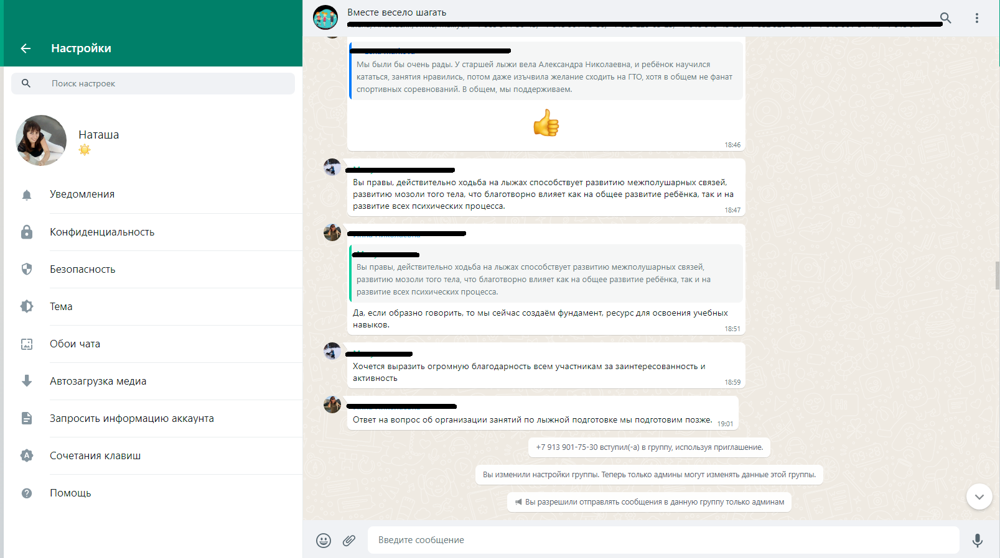 Настройки
Поиск настроек
Наташа
Уведомления
Конфиденциальность
Безопасность
Тема
Обои чата
Автозагрузка медиа
Запросить информацию аккаунта
Сочетания клавиш
Помощь
Вместе весело шагать
Мы были бы очень рады. У старшей лыжи вела Александра Николаевна, и ребёнок научился
кататься, занятия нравились, потом даже изъчвила желание сходить на ГТО, хотя в общем не фанат
спортивных соревнований. В общем, мы поддерживаем.
18:46
Вы правы, действительно ходьба на лыжах способствует развитию межполушарных связей,
развитию мозоли того тела, что благотворно влияет как на общее развитие ребёнка, так и на
развитие всех психических процесса.
18:47
Вы правы, действительно ходьба на лыжах способствует развитию межполушарных связей,
развитию мозоли того тела, что благотворно влияет как на общее развитие ребёнка, так и на
развитие всех психических процесса.
Да, если образно говорить, то мы сейчас создаём фундамент, ресурс для освоения учебных
навыков.
18:51
Хочется выразить огромную благодарность всем участникам за заинтересованность и
активность
18:59
Ответ на вопрос об организации занятий по лыжной подготовке мы подготовим позже.
19:01
+7 913 901-75-30 вступил(-а) в группу, используя приглашение.
Вы изменили настройки группы. Теперь только админы могут изменять данные этой группы.
Вы разрешили отправлять сообщения в данную группу только админам
Введите сообщение